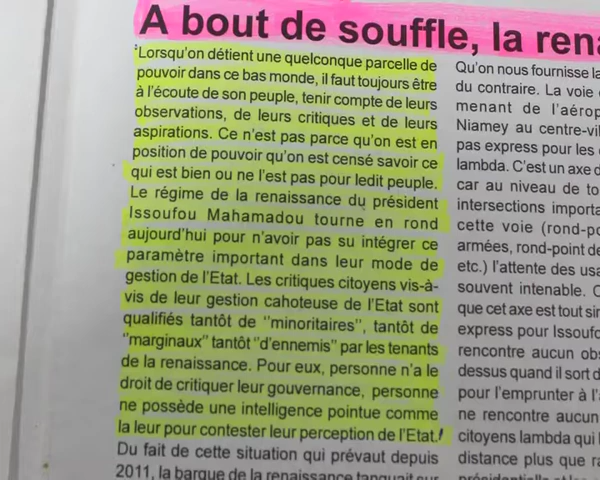 A bout de souffle, la
'Lorsqu'on détient une quelconque parcelle de
pouvoir dans ce bas monde, il faut toujours être
à l'écoute de son peuple, tenir compte de leurs
observations, de leurs critiques et de leurs
aspirations. Ce n'est pas parce qu'on est en
position de pouvoir qu'on est censé savoir ce
qui est bien ou ne l'est pas pour ledit peuple.
Le régime de la renaissance du président
Issoufou Mahamadou tourne en rond
aujourd'hui pour n'avoir pas su intégrer ce
paramètre important dans leur mode de
gestion de l'Etat. Les critiques citoyens vis-à-
vis de leur gestion cahoteuse de l'Etat sont
qualifiés tantôt de ''minoritaires'', tantôt de
''marginaux'' tantôt ''d'ennemis'' par les tenants
de la renaissance. Pour eux, personne n'a le
droit de critiquer leur gouvernance, personne
ne possède une intelligence pointue comme
la leur pour contester leur perception de l'Etat.
Du fait de cette situation qui prévaut depuis
2011, la barque de la renaissance tanguait sur
Qu'on nous fournisse la
du contraire. La voie
menant de l'aérop
Niamey au centre-vil
pas express pour les
lambda. C'est un axe d
car au niveau de to
intersections importa
cette voie (rond-po
armées, rond-point de
etc.) l'attente des usa
souvent intenable. C
que cet axe est tout sim
express pour Issoufo
rencontre aucun obs
dessus quand il sort d
pour l'emprunter à l'a
ne rencontre aucun
citoyens lambda qui l
distance plus que ra